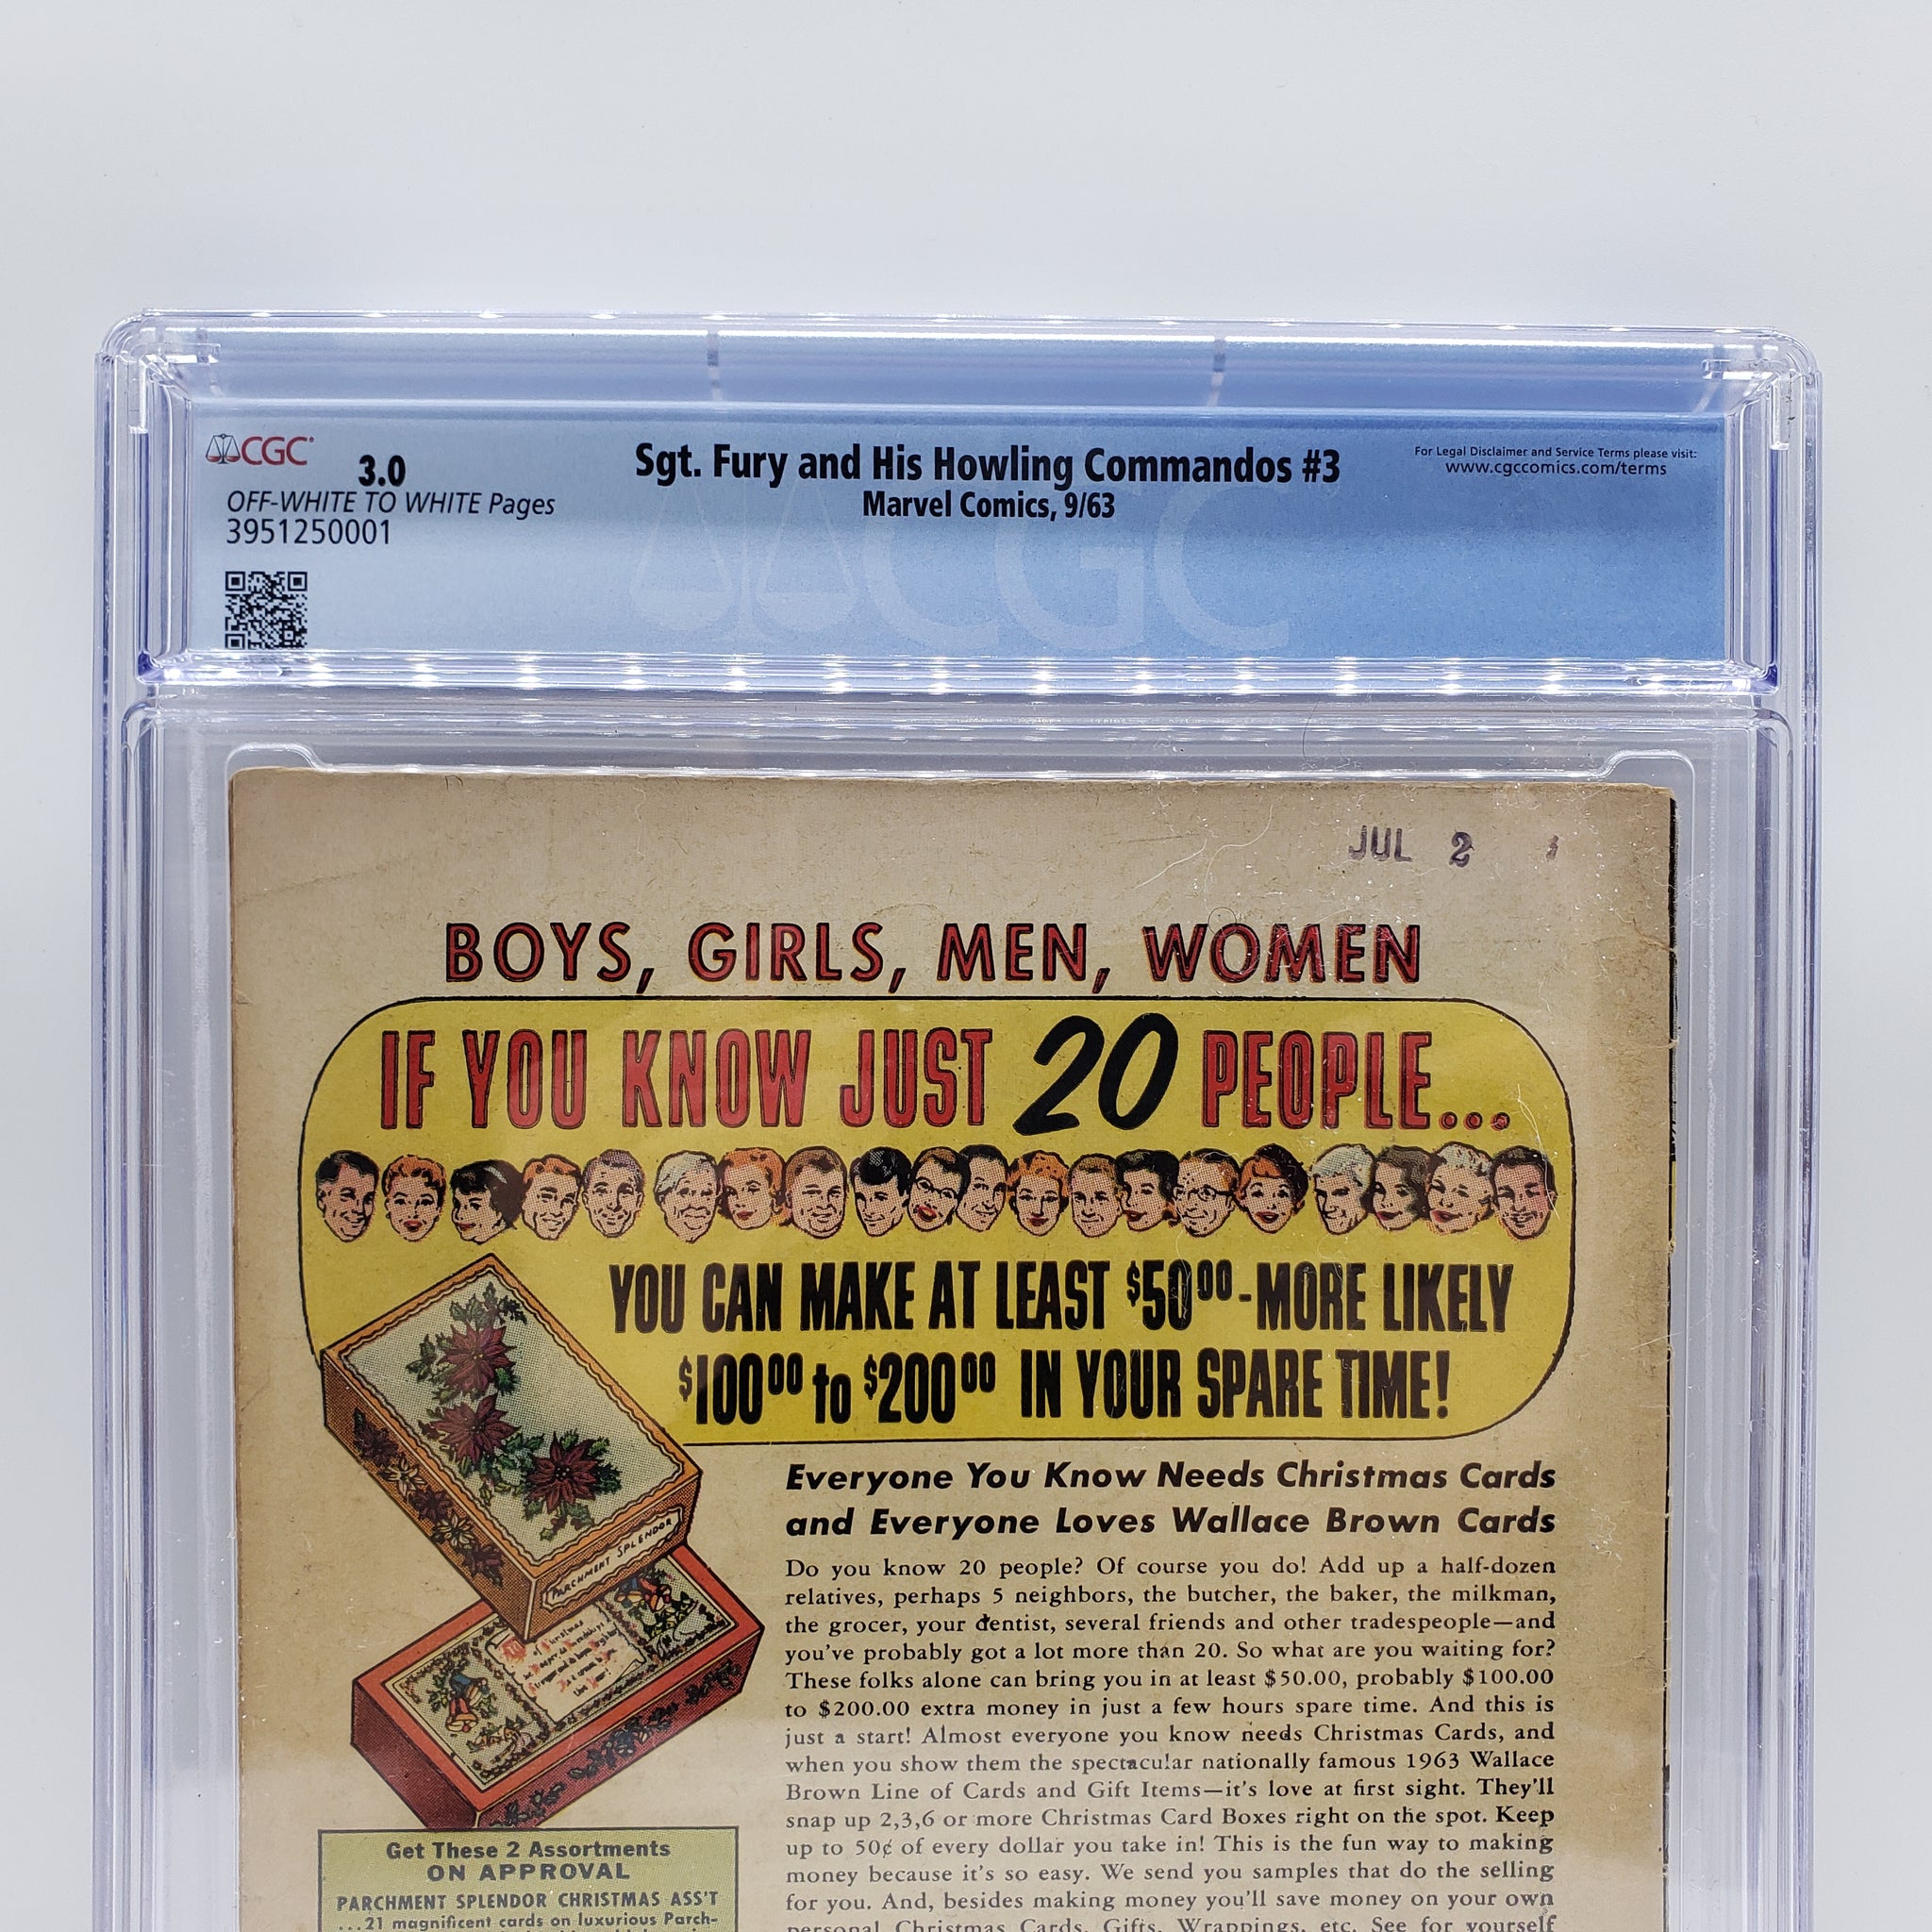 CGC
3.0
OFF-WHITE TO WHITE Pages
3951250001
Sgt. Fury and His Howling Commandos #3
Marvel Comics, 9/63
For Legal Disclaimer and Service Terms please visit:
www.cgccomics.com/terms
CGC
JUL 2
BOYS, GIRLS, MEN, WOMEN
IF YOU KNOW JUST 20 PEOPLE...
YOU CAN MAKE AT LEAST $50.00-MORE LIKELY
$100.00 to $200.00 IN YOUR SPARE TIME!
PARCHMENT SPLENDOR
Everyone You Know Needs Christmas Cards
and Everyone Loves Wallace Brown Cards
Do you know 20 people? Of course you do! Add up a half-dozen
relatives, perhaps 5 neighbors, the butcher, the baker, the milkman,
the grocer, your dentist, several friends and other tradespeople—and
you've probably got a lot more than 20. So what are you waiting for?
These folks alone can bring you in at least $50.00, probably $100.00
to $200.00 extra money in just a few hours spare time. And this is
just a start! Almost everyone you know needs Christmas Cards, and
when you show them the spectacular nationally famous 1963 Wallace
Brown Line of Cards and Gift Items—it's love at first sight. They'll
snap up 2,3,6 or more Christmas Card Boxes right on the spot. Keep
up to 50¢ of every dollar you take in! This is the fun way to making
money because it's so easy. We send you samples that do the selling
for you. And, besides making money you'll save money on your own
personal Christmas Cards, Gifts, Wrappings, etc. See for yourself
Get These 2 Assortments
ON APPROVAL
PARCHMENT SPLENDOR CHRISTMAS ASS'T
...21 magnificent cards on luxurious Parch-